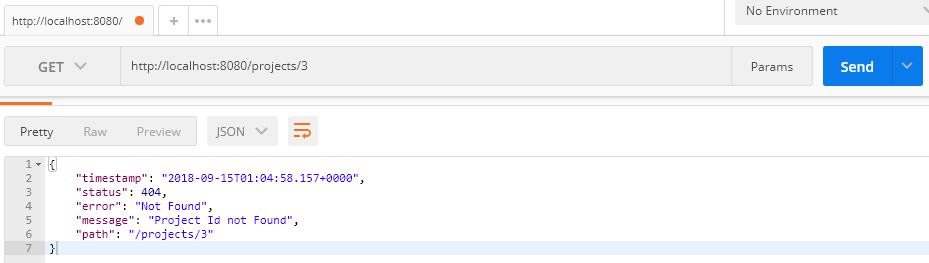 http://localhost:8080/
No Environment
GET http://localhost:8080/projects/3 Params Send
Pretty Raw Preview JSON
1 {
2 "timestamp": "2018-09-15T01:04:58.157+0000",
3 "status": 404,
4 "error": "Not Found",
5 "message": "Project Id not Found",
6 "path": "/projects/3"
7 }